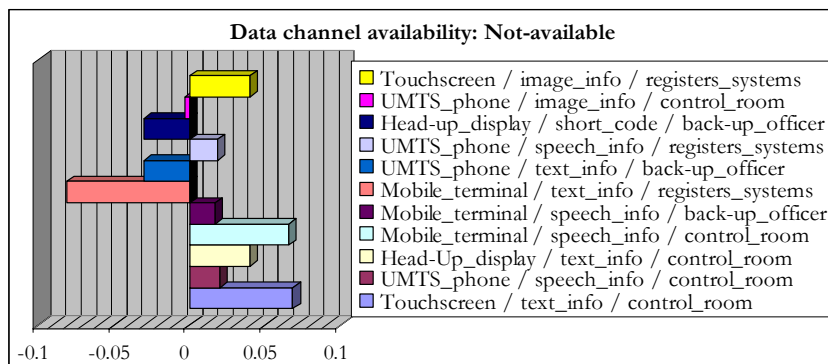 Data channel availability: Not-available
Touchscreen / image_info / registers_systems
UMTS_phone / image_info / control_room
Head-up_display / short_code / back-up_officer
UMTS_phone / speech_info / registers_systems
UMTS_phone / text_info / back-up_officer
Mobile_terminal / text_info / registers_systems
Mobile_terminal / speech_info / back-up_officer
Mobile_terminal / speech_info / control_room
Head-Up_display / text_info / control_room
UMTS_phone / speech_info / control_room
Touchscreen / text_info / control_room
-0.1 -0.05 0 0.05 0.1